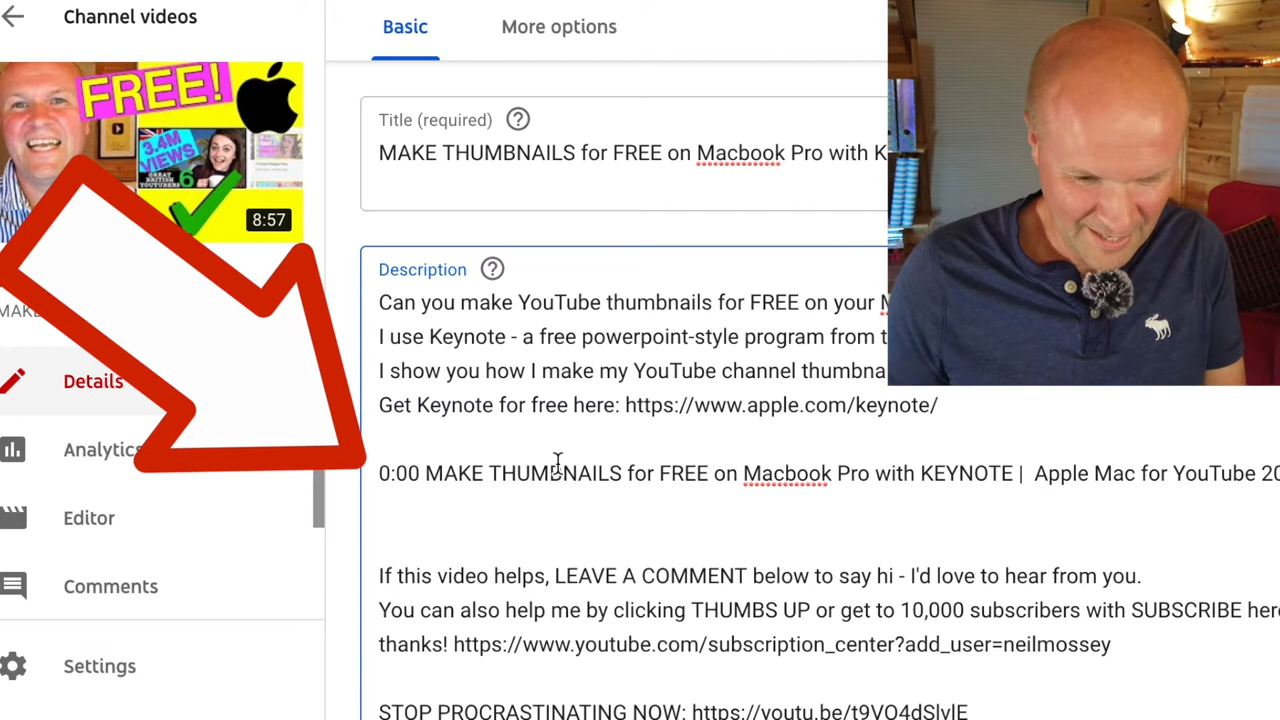 Channel videos
Basic
More options
FREE!
3.4M
VIEWS
GREAT
BRITISH
YOUTUBERS
6
8:57
Title (required)
MAKE THUMBNAILS for FREE on Macbook Pro with K
MAKE
Description
Can you make YouTube thumbnails for FREE on your M
I use Keynote - a free powerpoint-style program from t
I show you how I make my YouTube channel thumbna
Get Keynote for free here: https://www.apple.com/keynote/
0:00 MAKE THUMBNAILS for FREE on Macbook Pro with KEYNOTE | Apple Mac for YouTube 20
If this video helps, LEAVE A COMMENT below to say hi - I'd love to hear from you.
You can also help me by clicking THUMBS UP or get to 10,000 subscribers with SUBSCRIBE here
thanks! https://www.youtube.com/subscription_center?add_user=neilmossey
STOP PROCRASTINATING NOW: https://youtu.be/t9VO4dSlvlE
Details
Analytics
Editor
Comments
Settings